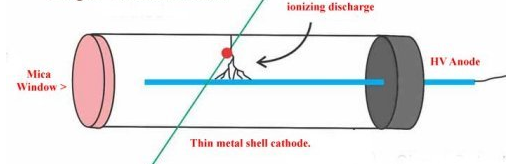 ionizing discharge
HV Anode
Mica
Window >
Thin metal shell cathode.